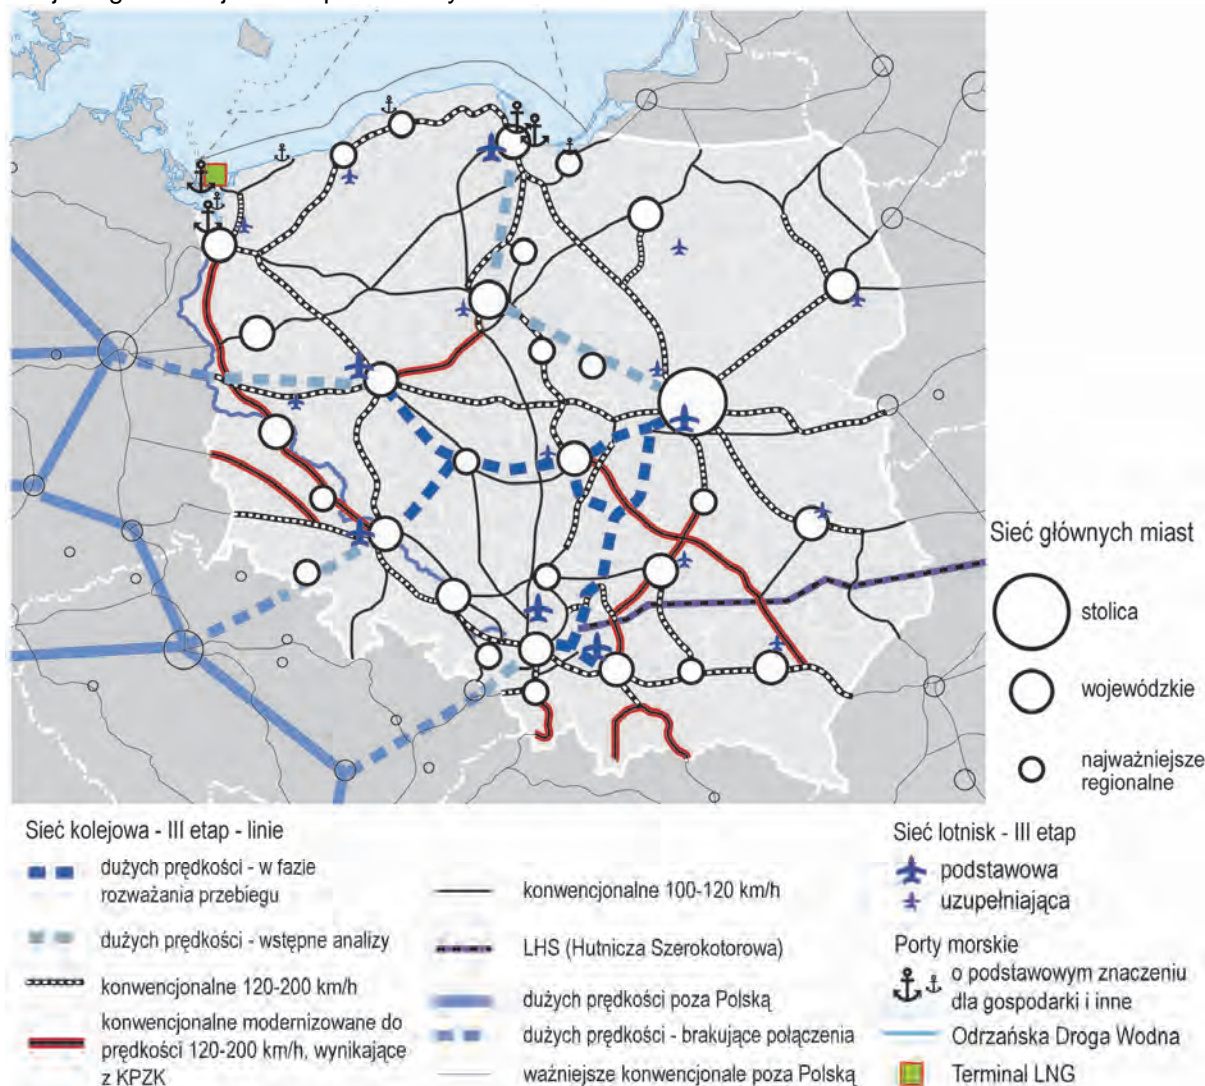 Sieć głównych miast
stolica
wojewódzkie
najważniejsze
regionalne
Sieć kolejowa - III etap - linie
dużych prędkości - w fazie
rozważania przebiegu
dużych prędkości - wstępne analizy
konwencjonalne 120-200 km/h
konwencjonalne modernizowane do
prędkości 120-200 km/h, wynikające
z KPZK
konwencjonalne 100-120 km/h
LHS (Hutnicza Szerokotorowa)
dużych prędkości poza Polską
dużych prędkości - brakujące połączenia
ważniejsze konwencjonalne poza Polską
Sieć lotnisk - III etap
podstawowa
uzupełniająca
Porty morskie
o podstawowym znaczeniu
dla gospodarki i inne
Odrzańska Droga Wodna
Terminal LNG